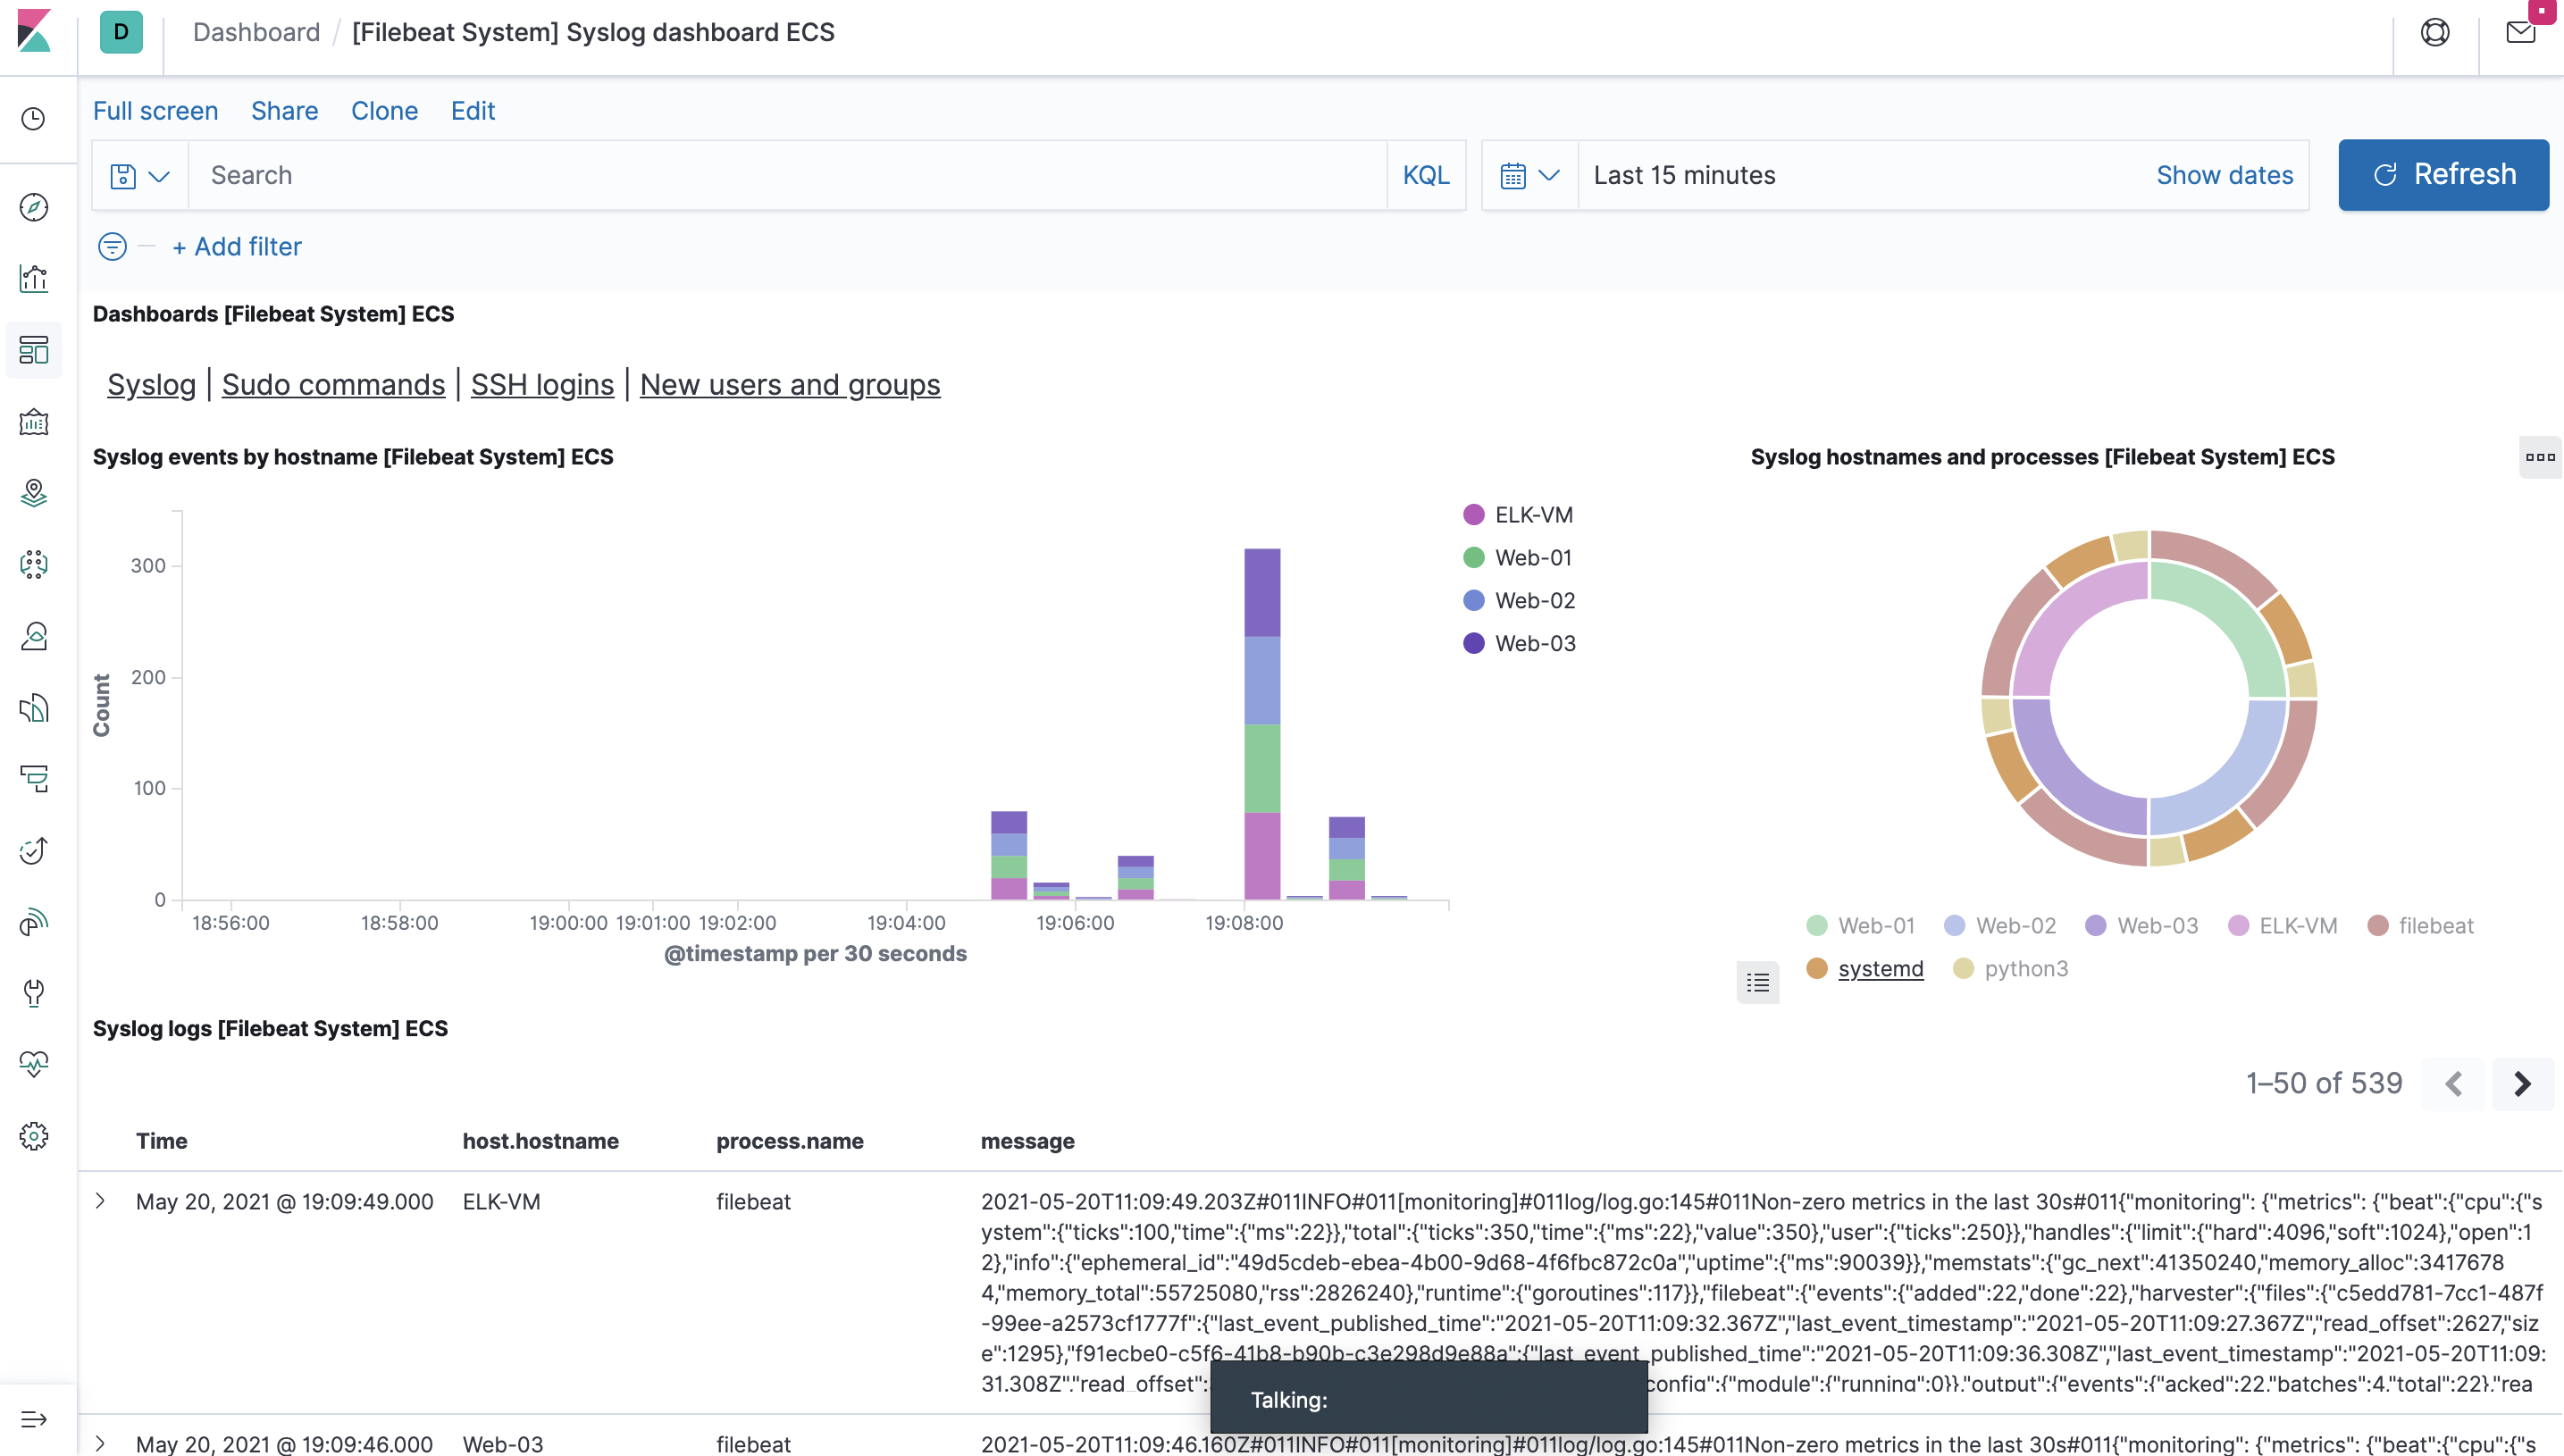 D Dashboard / [Filebeat System] Syslog dashboard ECS
Full screen Share Clone Edit
Search KQL Last 15 minutes Show dates Refresh
+ Add filter
Dashboards [Filebeat System] ECS
Syslog | Sudo commands | SSH logins | New users and groups
Syslog events by hostname [Filebeat System] ECS
Count
300
200
100
0
18:56:00 18:58:00 19:00:00 19:01:00 19:02:00 19:04:00 19:06:00 19:08:00
@timestamp per 30 seconds
ELK-VM
Web-01
Web-02
Web-03
Syslog hostnames and processes [Filebeat System] ECS
Web-01 Web-02 Web-03 ELK-VM filebeat
systemd python3
Syslog logs [Filebeat System] ECS
1–50 of 539
Time host.hostname process.name message
May 20, 2021 @ 19:09:49.000 ELK-VM filebeat 2021-05-20T11:09:49.203Z#011INFO#011[monitoring]#011log/log.go:145#011Non-zero metrics in the last 30s#011{"monitoring": {"metrics": {"beat":{"cpu":{"s
ystem":{"ticks":100,"time":{"ms":22}},"total":{"ticks":350,"time":{"ms":22},"value":350},"user":{"ticks":250}},"handles":{"limit":{"hard":4096,"soft":1024},"open":1
2},"info":{"ephemeral_id":"49d5cdeb-ebea-4b00-9d68-4f6fbc872c0a","uptime":{"ms":90039}},"memstats":{"gc_next":41350240,"memory_alloc":3417678
4,"memory_total":55725080,"rss":2826240},"runtime":{"goroutines":117}},"filebeat":{"events":{"added":22,"done":22},"harvester":{"files":{"c5edd781-7cc1-487f
-99ee-a2573cf1777f":{"last_event_published_time":"2021-05-20T11:09:32.367Z","last_event_timestamp":"2021-05-20T11:09:27.367Z","read_offset":2627,"siz
e":1295},"f91ecbe0-c5f6-41b8-b90b-c3e298d9e88a":{"last_event_published_time":"2021-05-20T11:09:36.308Z","last_event_timestamp":"2021-05-20T11:09:
31.308Z","read_offset": config":{"module":{"running":0}},"output":{"events":{"acked":22,"batches":4,"total":22},"rea
Talking:
May 20, 2021 @ 19:09:46.000 Web-03 filebeat 2021-05-20T11:09:46.160Z#011INFO#011[monitoring]#011log/log.go:145#011Non-zero metrics in the last 30s#011{"monitoring": {"metrics": {"beat":{"cpu":{"s